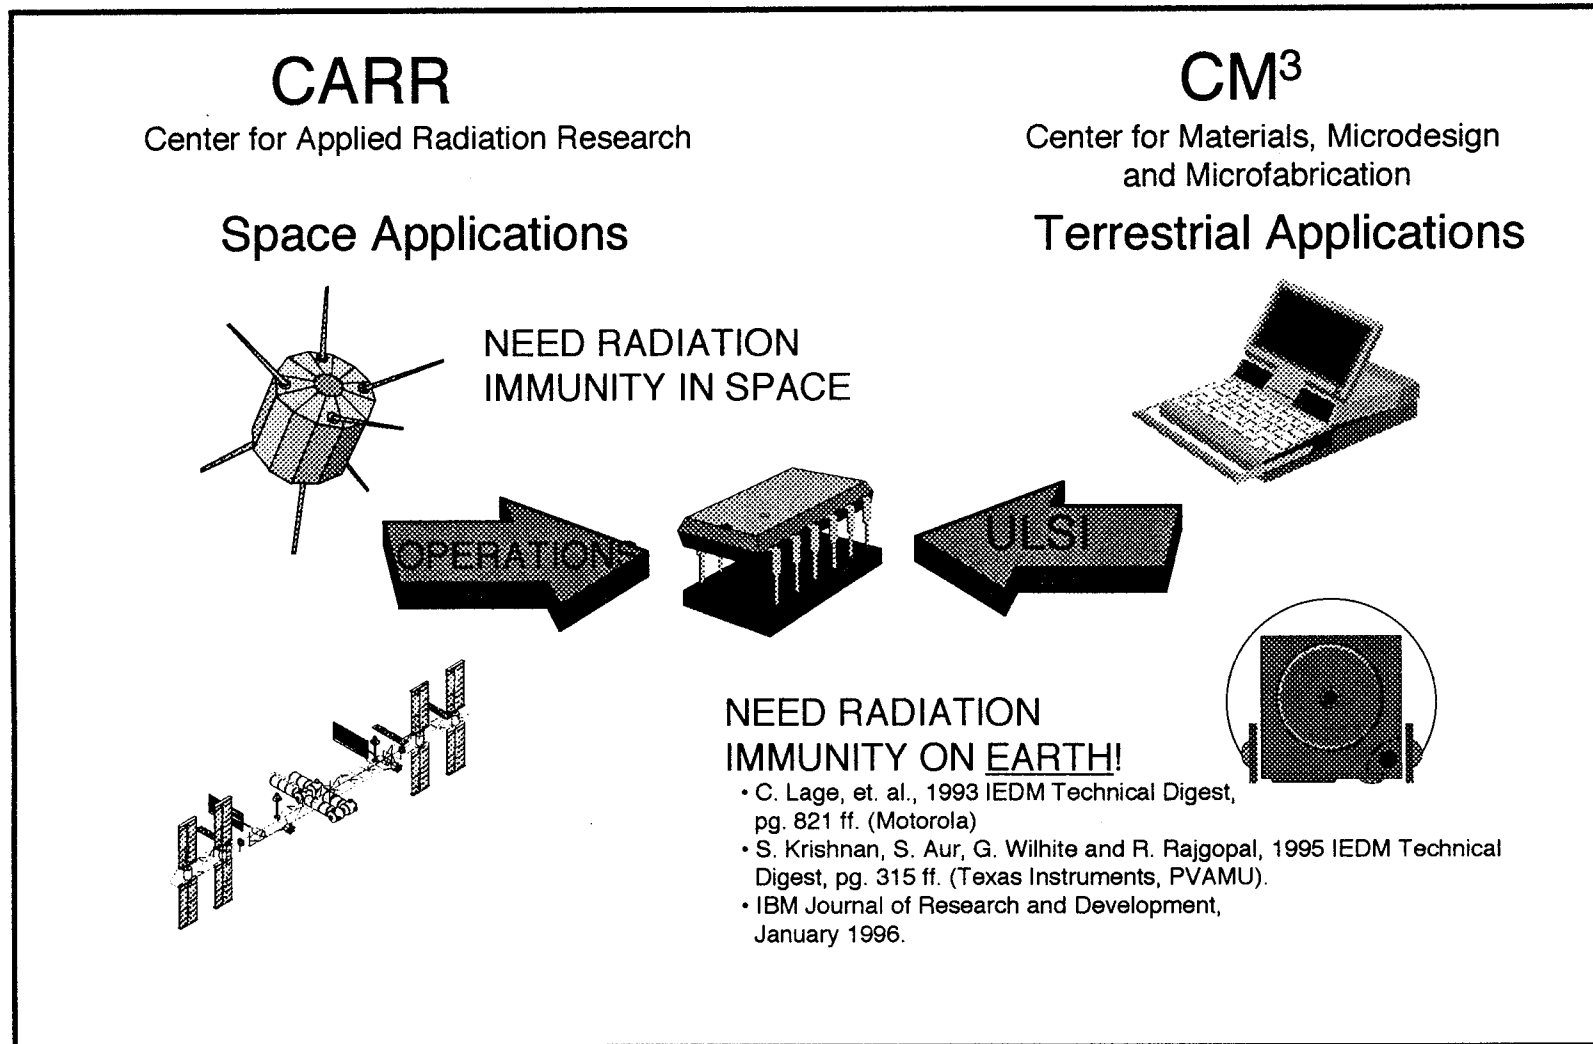 CARR
Center for Applied Radiation Research
Space Applications
NEED RADIATION
IMMUNITY IN SPACE
OPERATIONS
CM³
Center for Materials, Microdesign
and Microfabrication
Terrestrial Applications
ULSI
NEED RADIATION
IMMUNITY ON EARTH!
• C. Lage, et. al., 1993 IEDM Technical Digest,
pg. 821 ff. (Motorola)
• S. Krishnan, S. Aur, G. Wilhite and R. Rajgopal, 1995 IEDM Technical
Digest, pg. 315 ff. (Texas Instruments, PVAMU).
• IBM Journal of Research and Development,
January 1996.